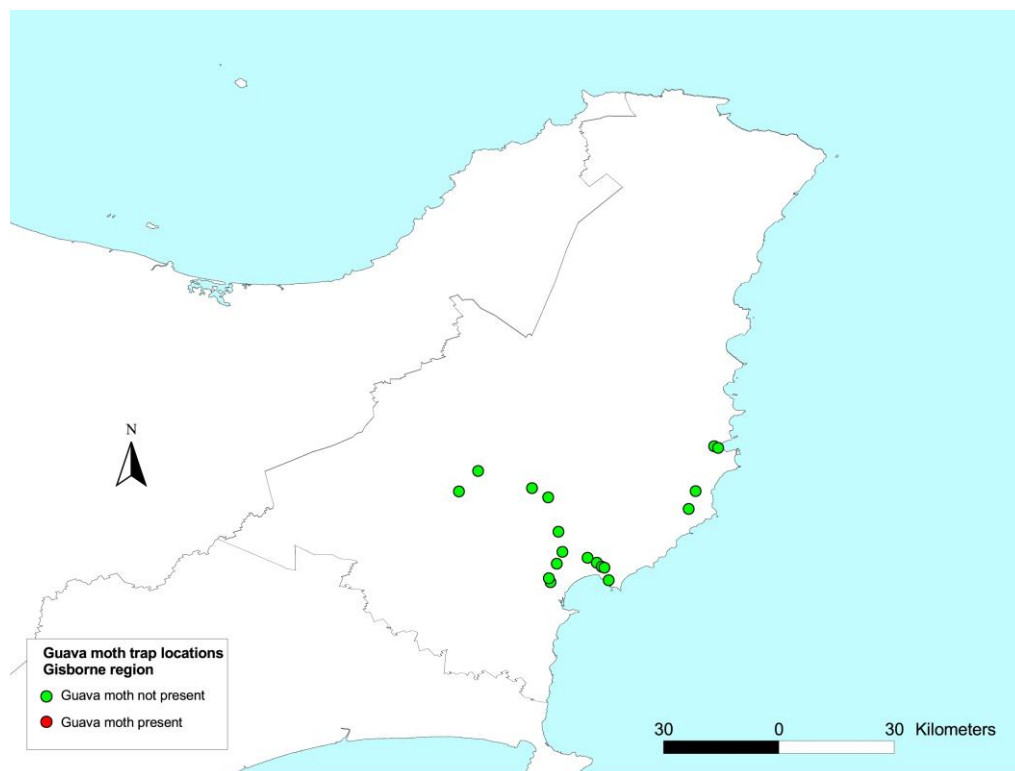 N
Guava moth trap locations
Gisborne region
Guava moth not present
Guava moth present
30 0 30 Kilometers